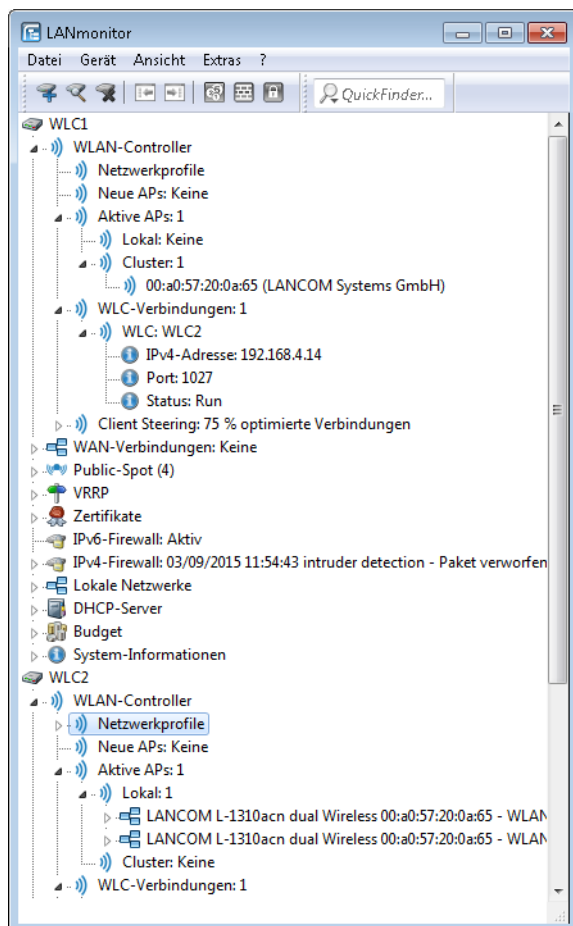 LANmonitor
Datei Gerät Ansicht Extras ?
QuickFinder...
WLC1
WLAN-Controller
Netzwerkprofile
Neue APs: Keine
Aktive APs: 1
Lokal: Keine
Cluster: 1
00:a0:57:20:0a:65 (LANCOM Systems GmbH)
WLC-Verbindungen: 1
WLC: WLC2
IPv4-Adresse: 192.168.4.14
Port: 1027
Status: Run
Client Steering: 75 % optimierte Verbindungen
WAN-Verbindungen: Keine
Public-Spot (4)
VRRP
Zertifikate
IPv6-Firewall: Aktiv
IPv4-Firewall: 03/09/2015 11:54:43 intruder detection - Paket verworfen
Lokale Netzwerke
DHCP-Server
Budget
System-Informationen
WLC2
WLAN-Controller
Netzwerkprofile
Neue APs: Keine
Aktive APs: 1
Lokal: 1
LANCOM L-1310acn dual Wireless 00:a0:57:20:0a:65 - WLAN
LANCOM L-1310acn dual Wireless 00:a0:57:20:0a:65 - WLAN
Cluster: Keine
WLC-Verbindungen: 1